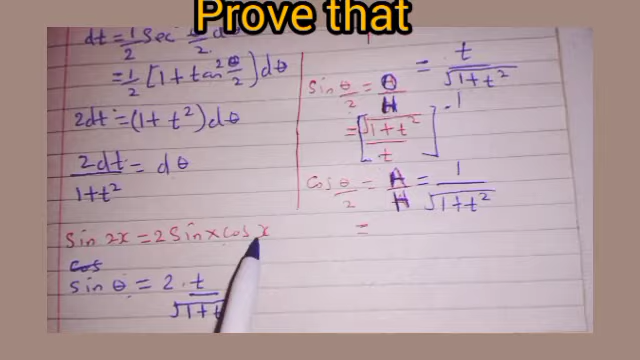 Prove that
dt = 1/2 Sec² θ/2 dθ
= 1/2 [1 + tan² θ/2] dθ
2dt = (1 + t²) dθ
2dt/1+t² = dθ
Sin 2x = 2 Sin x cos x
cos
Sin θ = 2 . t/√1+t
Sin θ/2 = O/H = t/√1+t²
= [√1+t²/t]^-1
Cos θ/2 = A/H = 1/√1+t²
=